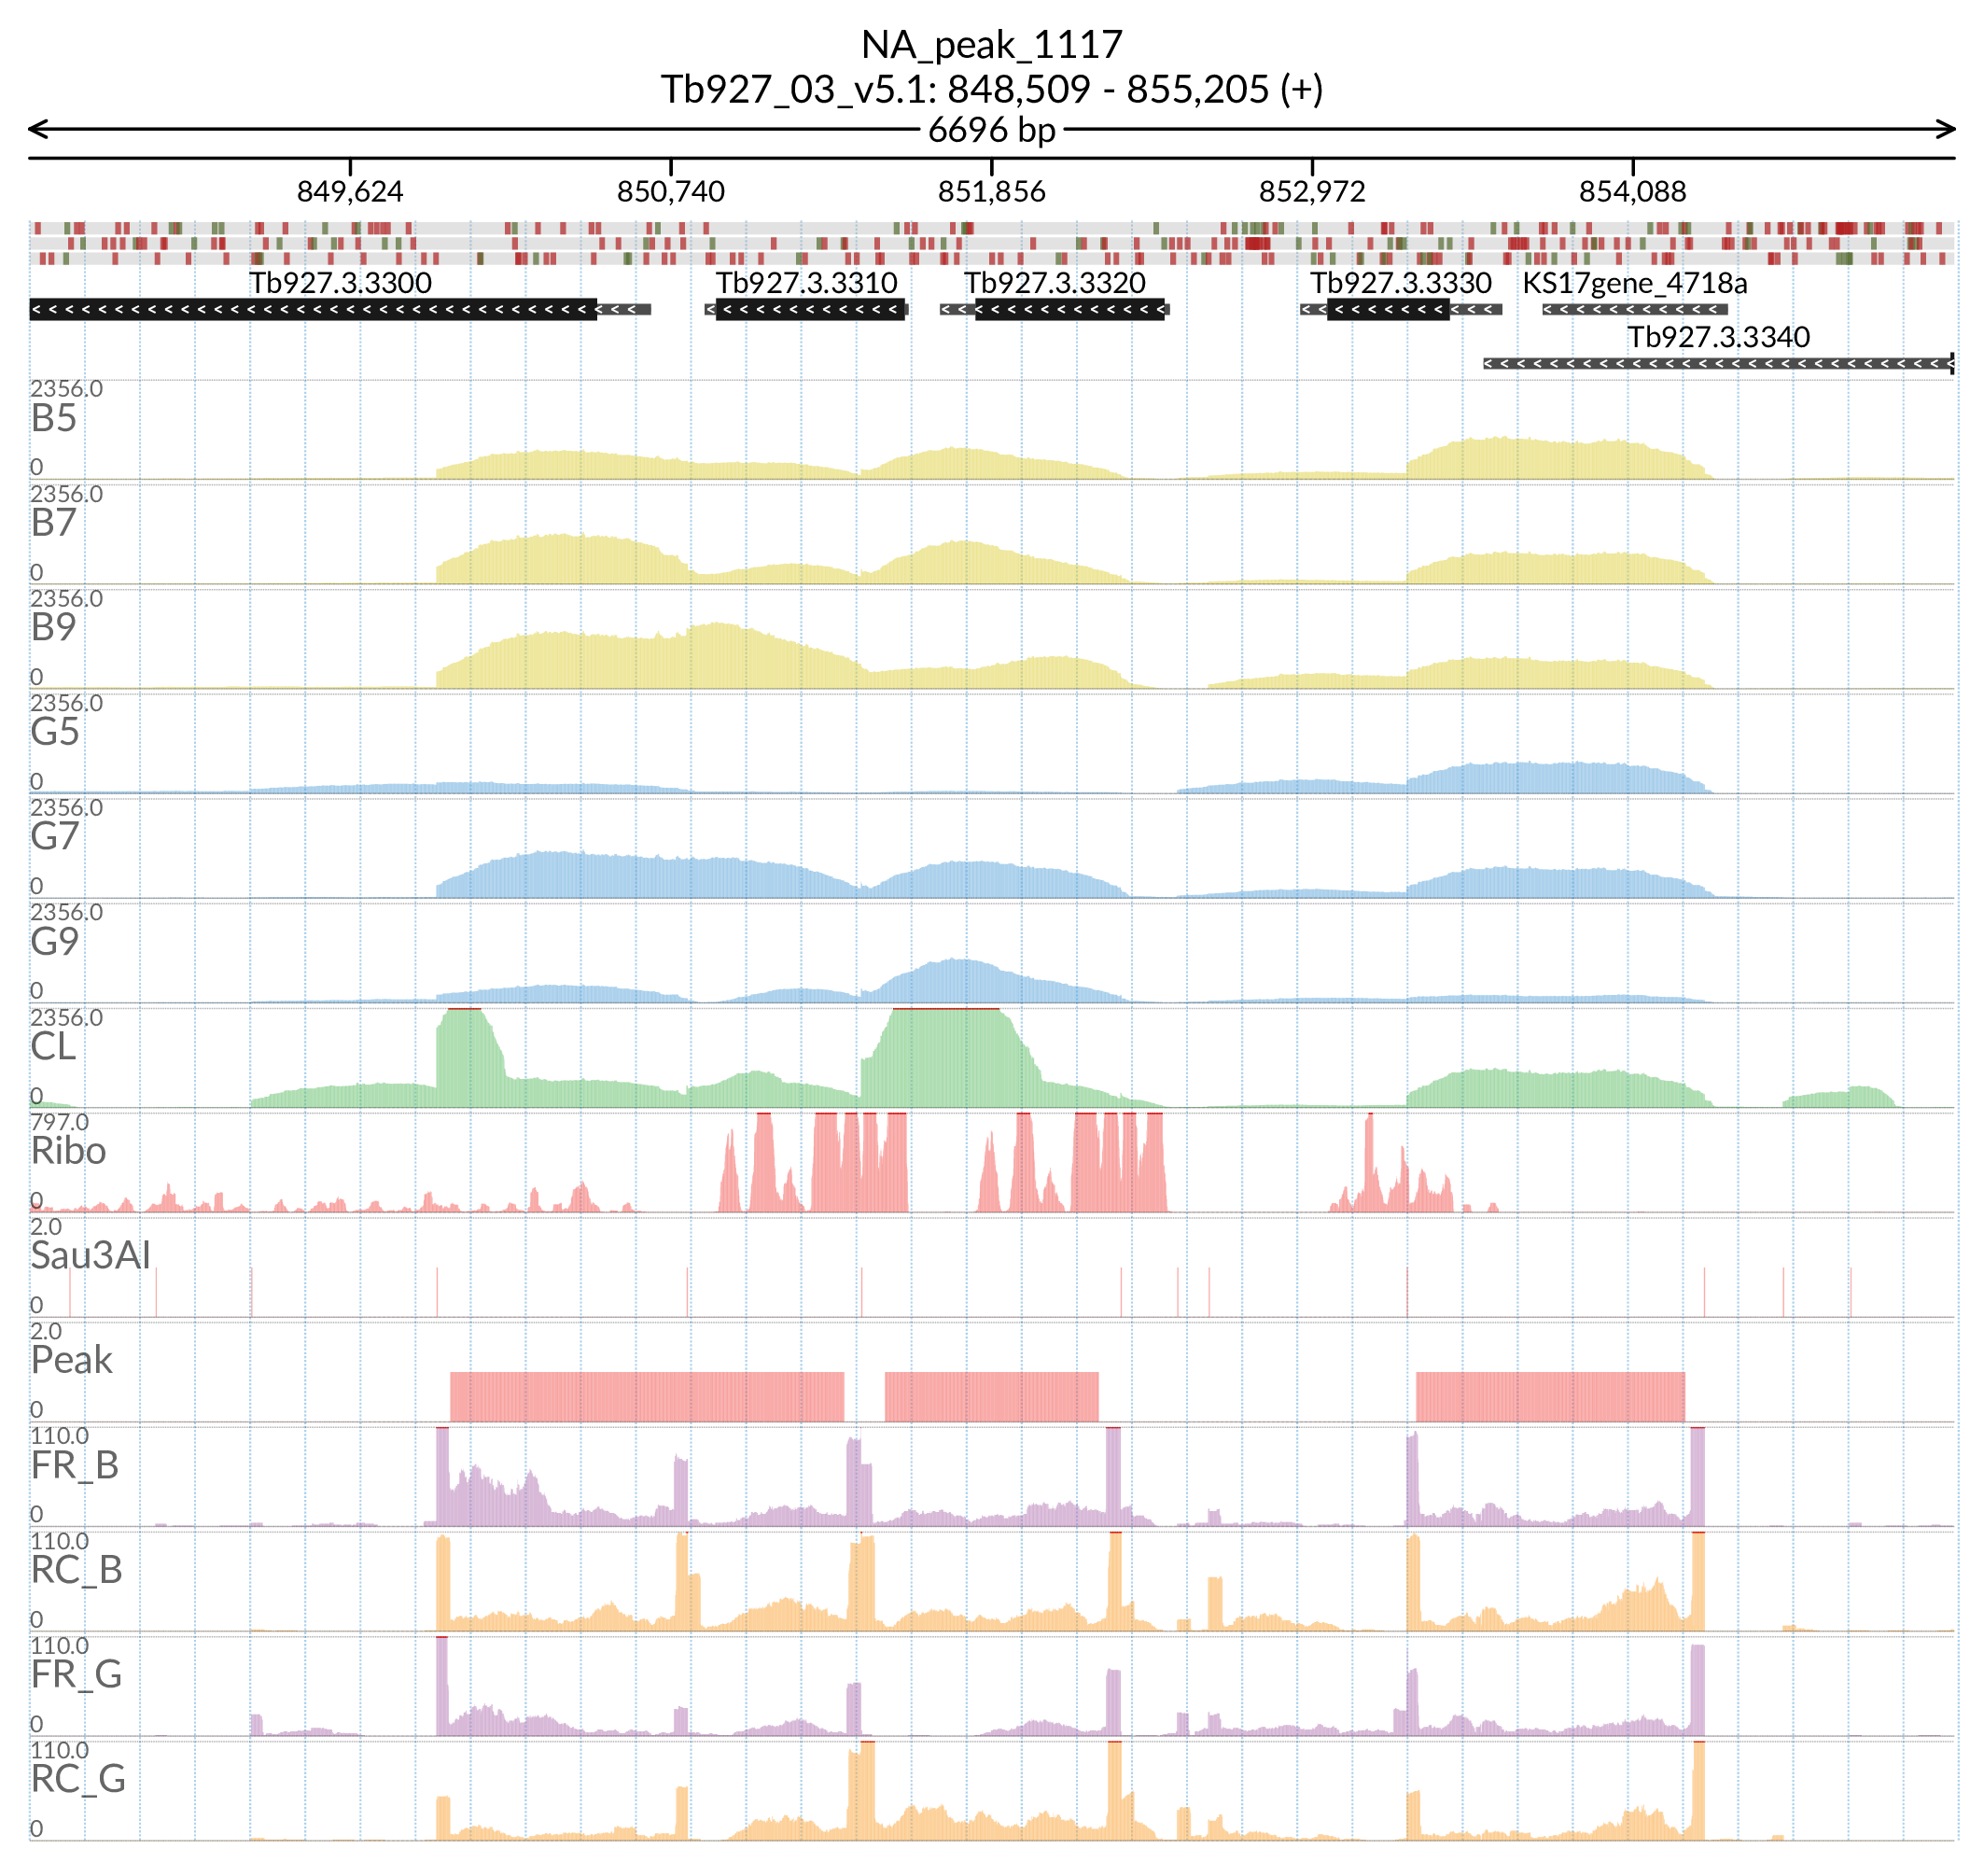 NA_peak_1117
Tb927_03_v5.1: 848,509 - 855,205 (+)
6696 bp
849,624 850,740 851,856 852,972 854,088
Tb927.3.3300 Tb927.3.3310 Tb927.3.3320 Tb927.3.3330 KS17gene_4718a
Tb927.3.3340
2356.0
B5
0
2356.0
B7
0
2356.0
B9
0
2356.0
G5
0
2356.0
G7
0
2356.0
G9
0
2356.0
CL
0
797.0
Ribo
0
2.0
Sau3AI
0
2.0
Peak
0
110.0
FR_B
0
110.0
RC_B
0
110.0
FR_G
0
110.0
RC_G
0